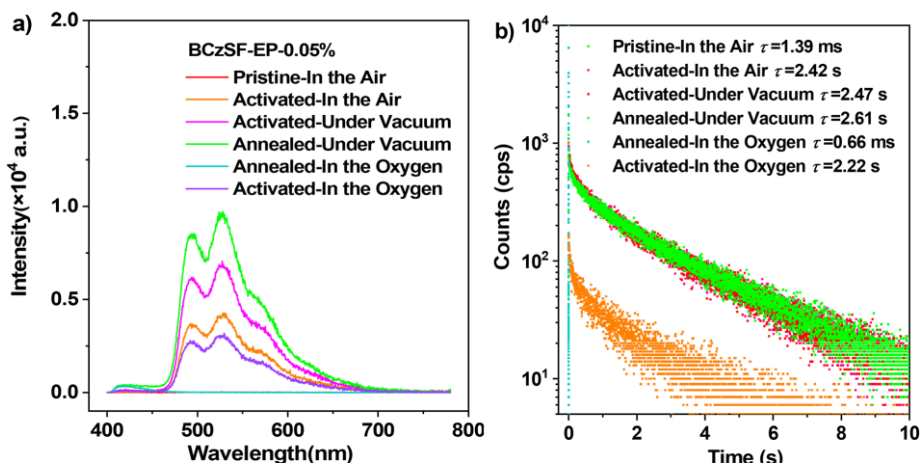 a)
BCzSF-EP-0.05%
Pristine-In the Air
Activated-In the Air
Activated-Under Vacuum
Annealed-Under Vacuum
Annealed-In the Oxygen
Activated-In the Oxygen
Intensity(×10⁴ a.u.)
2.0
1.5
1.0
0.5
0.0
400 500 600 700 800
Wavelength(nm)
b)
Pristine-In the Air τ=1.39 ms
Activated-In the Air τ=2.42 s
Activated-Under Vacuum τ=2.47 s
Annealed-Under Vacuum τ=2.61 s
Annealed-In the Oxygen τ=0.66 ms
Activated-In the Oxygen τ=2.22 s
Counts (cps)
10⁴
10³
10²
10¹
0 2 4 6 8 10
Time (s)